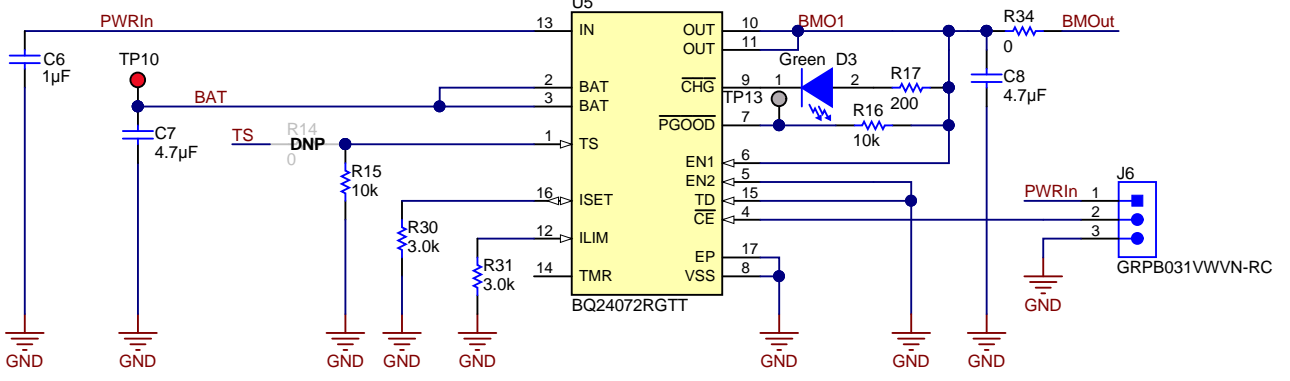 U5
PWRIn
13
IN
OUT
10
BMO1
R34
BMOut
C6
1µF
TP10
OUT
11
0
Green
D3
C8
4.7µF
BAT
2
BAT
CHG
9
1
2
R17
200
3
BAT
TP13
C7
4.7µF
TS
R14
DNP
0
1
TS
PGOOD
7
R16
10k
R15
10k
EN1
6
EN2
5
J6
16
ISET
TD
15
PWRIn
1
CE
4
2
R30
3.0k
12
ILIM
3
R31
3.0k
EP
17
GRPB031VWVN-RC
14
TMR
VSS
8
GND
BQ24072RGTT
GND
GND
GND
GND
GND
GND
GND
GND